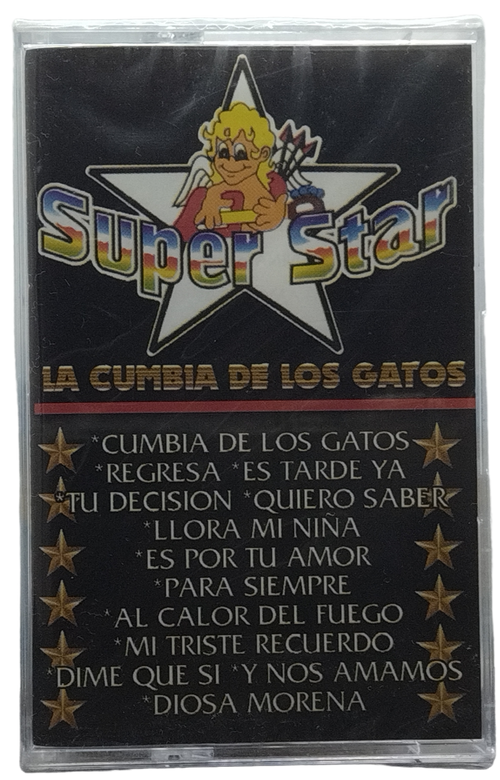 Super Star
LA CUMBIA DE LOS GATOS
*CUMBIA DE LOS GATOS
*REGRESA *ES TARDE YA
*TU DECISION *QUIERO SABER
*LLORA MI NIÑA
*ES POR TU AMOR
*PARA SIEMPRE
*AL CALOR DEL FUEGO
*MI TRISTE RECUERDO
*DIME QUE SI *Y NOS AMAMOS
*DIOSA MORENA